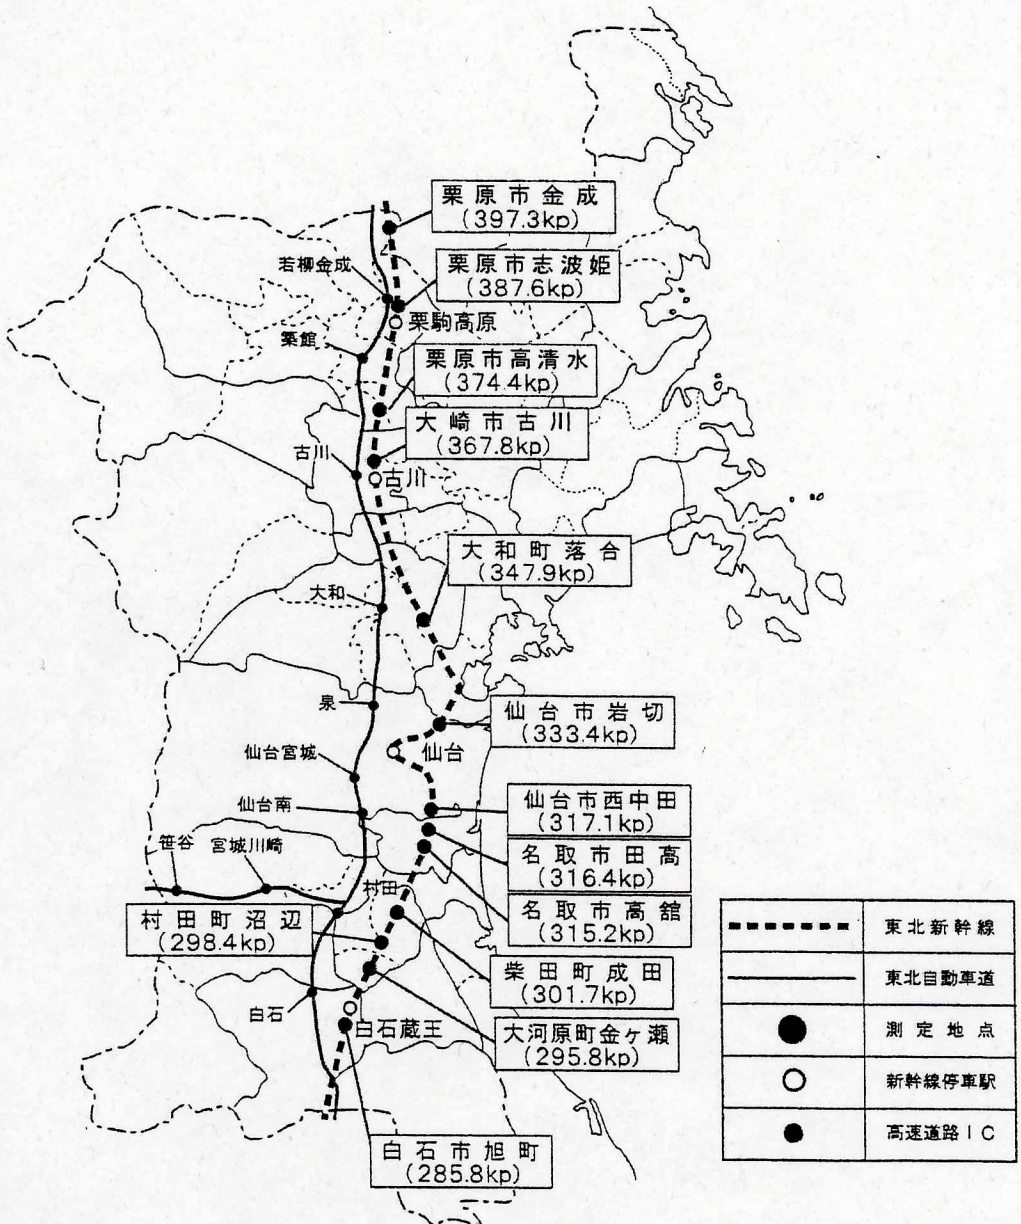 栗原市金成
(397.3kp)
若柳金成
栗原市志波姫
(387.6kp)
栗駒高原
築館
栗原市高清水
(374.4kp)
大崎市古川
(367.8kp)
古川
古川
大和町落合
(347.9kp)
大和
泉
仙台市岩切
(333.4kp)
仙台
仙台宮城
仙台南
仙台市西中田
(317.1kp)
名取市田高
(316.4kp)
名取市高舘
(315.2kp)
笹谷
宮城川崎
村田
村田町沼辺
(298.4kp)
柴田町成田
(301.7kp)
白石
白石蔵王
大河原町金ヶ瀬
(295.8kp)
白石市旭町
(285.8kp)
東北新幹線
東北自動車道
測定地点
新幹線停車駅
高速道路IC